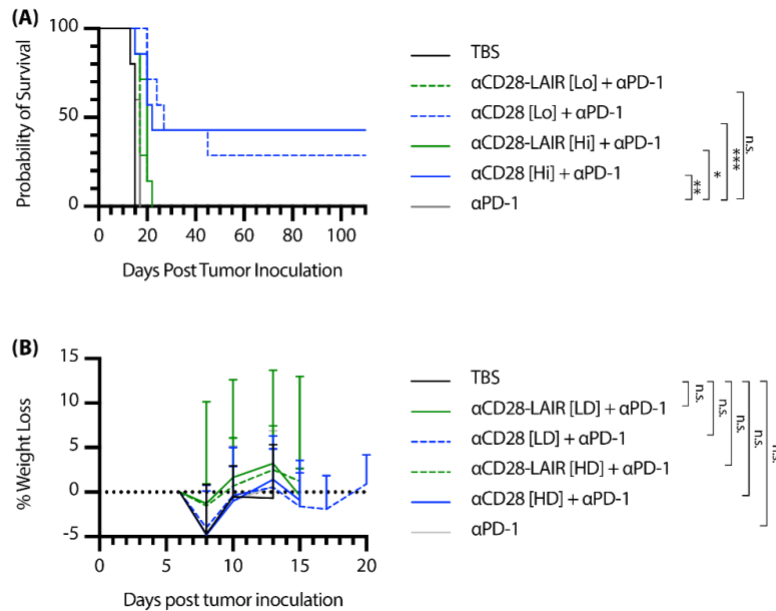 (A)
Probability of Survival
100
50
0
0 20 40 60 80 100
Days Post Tumor Inoculation
TBS
αCD28-LAIR [Lo] + αPD-1
αCD28 [Lo] + αPD-1
αCD28-LAIR [Hi] + αPD-1
αCD28 [Hi] + αPD-1
αPD-1
**
*
***
n.s.
(B)
% Weight Loss
15
10
5
0
-5
0 5 10 15 20
Days post tumor inoculation
TBS
αCD28-LAIR [LD] + αPD-1
αCD28 [LD] + αPD-1
αCD28-LAIR [HD] + αPD-1
αCD28 [HD] + αPD-1
αPD-1
n.s.
n.s.
n.s.
n.s.
n.s.